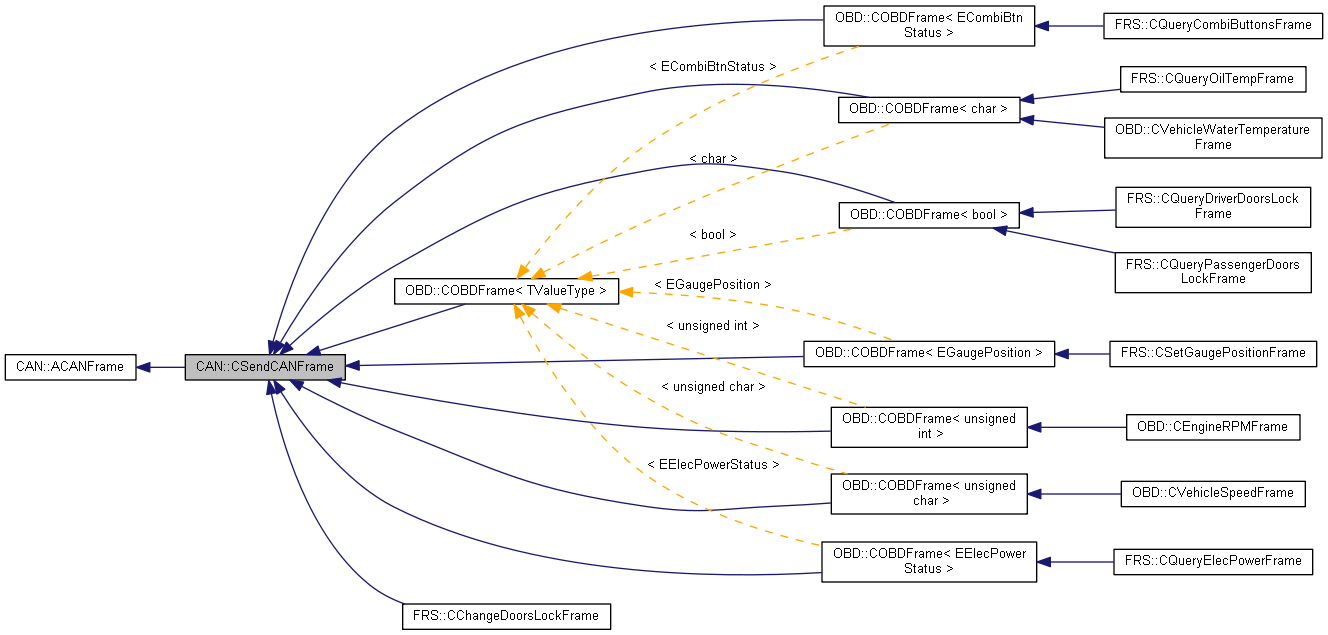 OBD::COBDFrame< ECombiBtn
Status >
FRS::CQueryCombiButtonsFrame
< ECombiBtnStatus >
FRS::CQueryOilTempFrame
OBD::COBDFrame< char >
OBD::CVehicleWaterTemperature
Frame
< char >
FRS::CQueryDriverDoorsLock
Frame
OBD::COBDFrame< bool >
< bool >
FRS::CQueryPassengerDoors
LockFrame
OBD::COBDFrame< TValueType >
< EGaugePosition >
< unsigned int >
OBD::COBDFrame< EGaugePosition >
FRS::CSetGaugePositionFrame
CAN::ACANFrame
CAN::CSendCANFrame
< unsigned char >
OBD::COBDFrame< unsigned
int >
OBD::CEngineRPMFrame
< EElecPowerStatus >
OBD::COBDFrame< unsigned
char >
OBD::CVehicleSpeedFrame
OBD::COBDFrame< EElecPower
Status >
FRS::CQueryElecPowerFrame
FRS::CChangeDoorsLockFrame